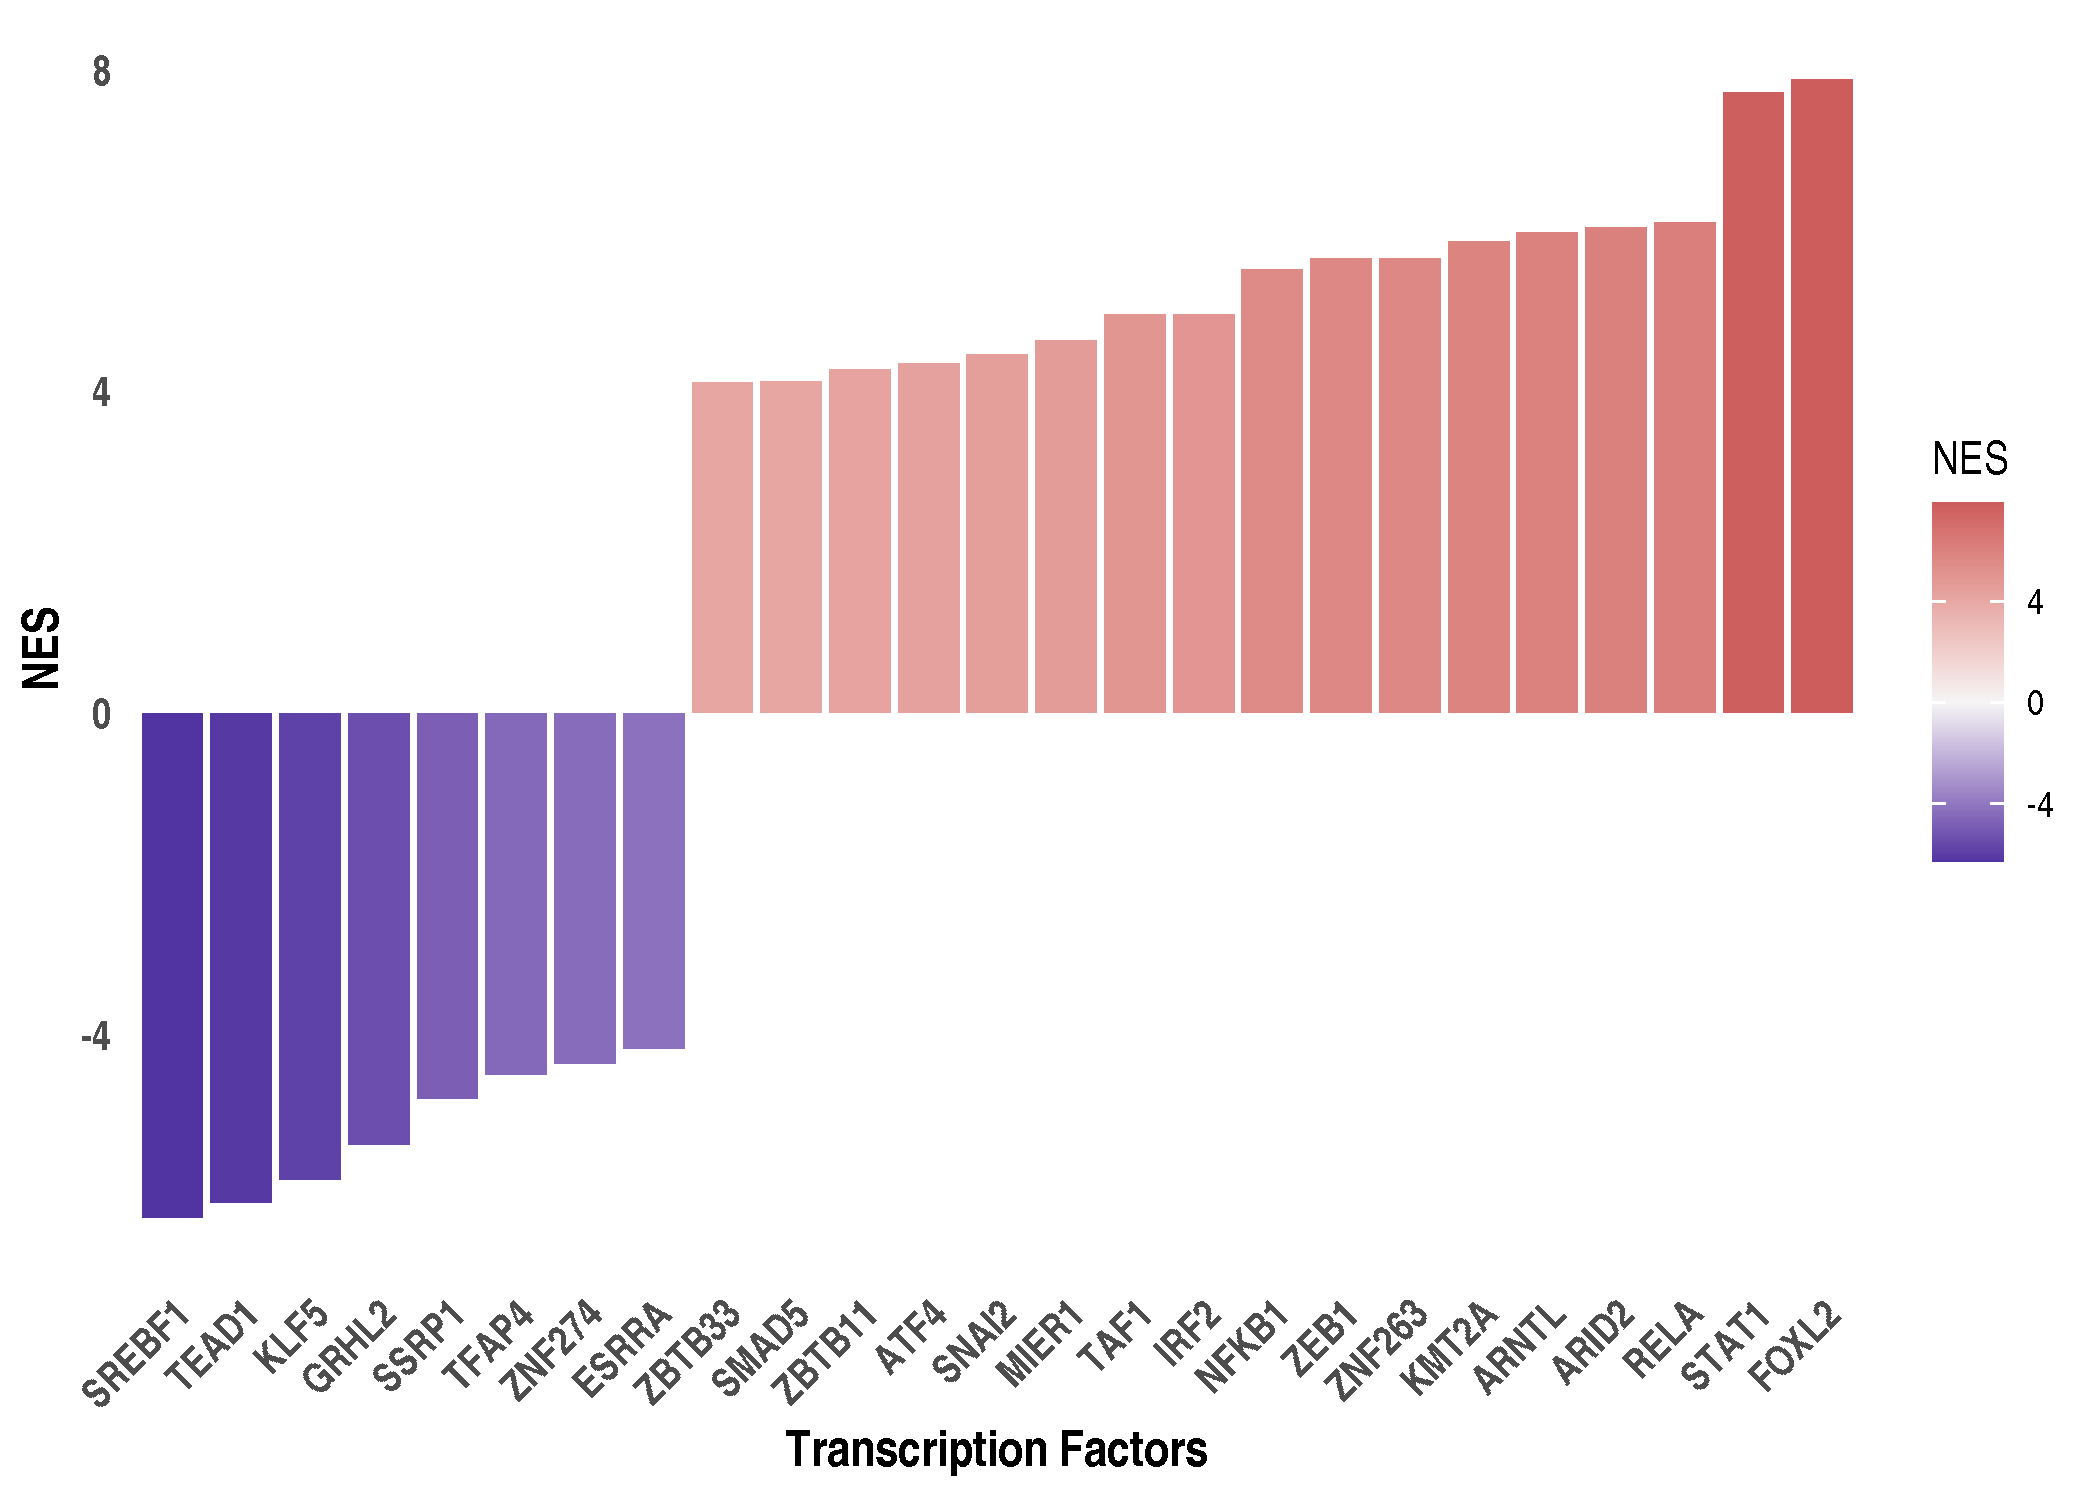 8
4
0
-4
NES
NES
4
0
-4
SREBF1
TEAD1
KLF5
GRHL2
SSRP1
TFAP4
ZNF274
ESRRA
ZBTB33
SMAD5
ZBTB11
ATF4
SNAI2
MIER1
TAF1
IRF2
NFKB1
ZEB1
ZNF263
KMT2A
ARNTL
ARID2
RELA
STAT1
FOXL2
Transcription Factors